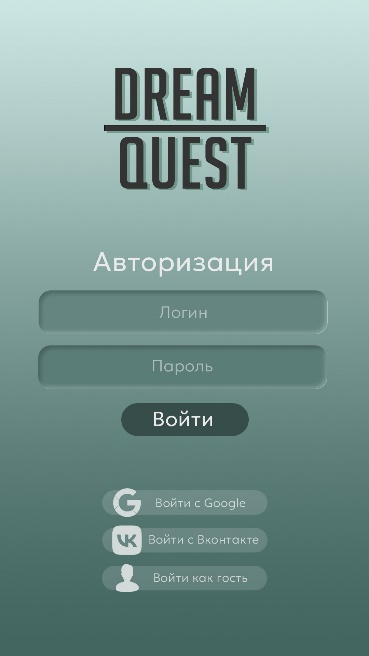 DREAM
QUEST
Авторизация
Логин
Пароль
Войти
Войти с Google
Войти с Вконтакте
Войти как гость